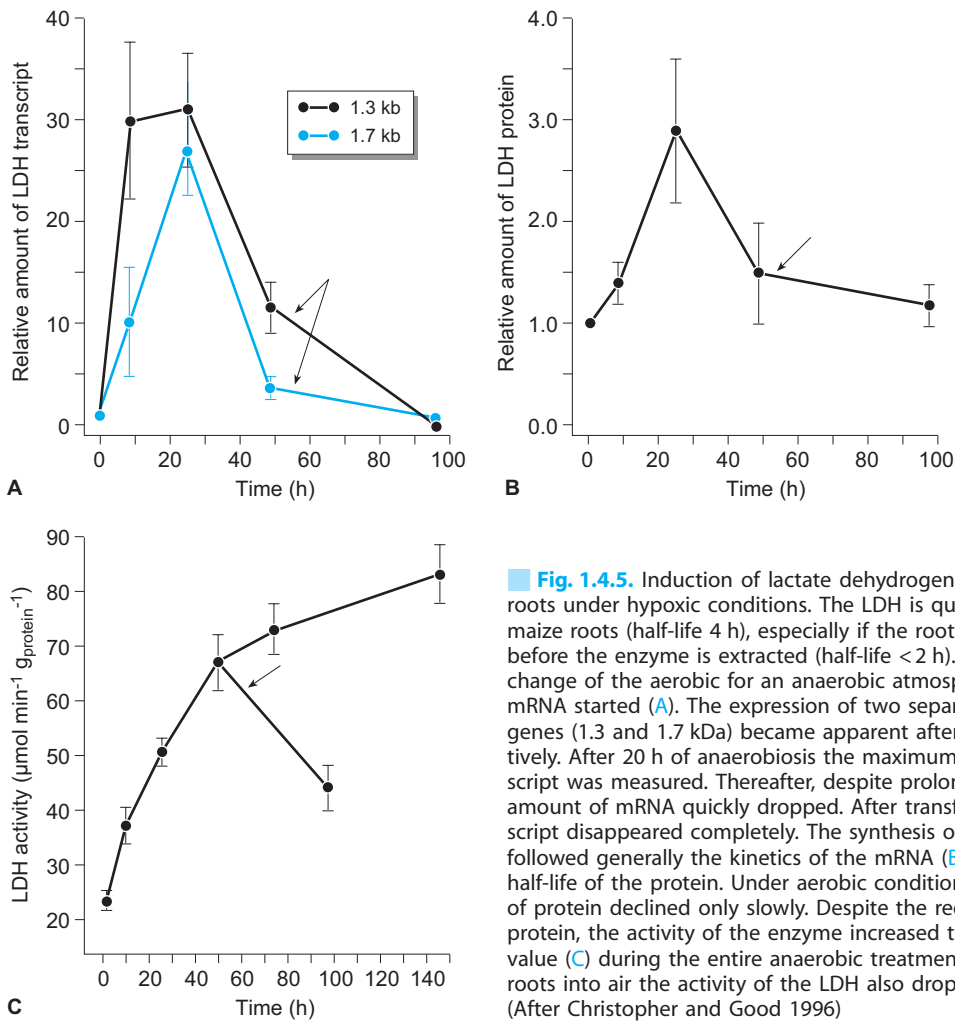 40
30
20
10
0
Relative amount of LDH transcript
1.3 kb
1.7 kb
0 20 40 60 80 100
Time (h)
A
4.0
3.0
2.0
1.0
0.0
Relative amount of LDH protein
0 20 40 60 80 100
Time (h)
B
90
80
70
60
50
40
30
20
LDH activity (µmol min⁻¹ g protein⁻¹)
0 20 40 60 80 100 120 140
Time (h)
C
Fig. 1.4.5. Induction of lactate dehydrogen
roots under hypoxic conditions. The LDH is qu
maize roots (half-life 4 h), especially if the root
before the enzyme is extracted (half-life <2 h).
change of the aerobic for an anaerobic atmosp
mRNA started (A). The expression of two separ
genes (1.3 and 1.7 kDa) became apparent after
tively. After 20 h of anaerobiosis the maximum
script was measured. Thereafter, despite prolon
amount of mRNA quickly dropped. After transf
script disappeared completely. The synthesis o
followed generally the kinetics of the mRNA (B
half-life of the protein. Under aerobic condition
of protein declined only slowly. Despite the red
protein, the activity of the enzyme increased t
value (C) during the entire anaerobic treatmen
roots into air the activity of the LDH also drop
(After Christopher and Good 1996)